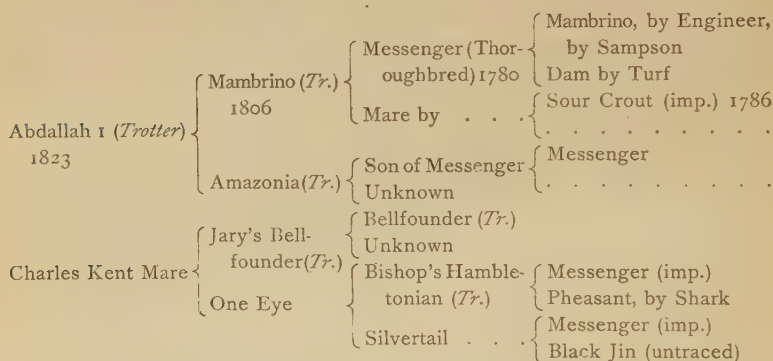 Abdallah I (Trotter)
1823
Mambrino (Tr.)
1806
Messenger (Thor-
oughbred) 1780
Mambrino, by Engineer,
by Sampson
Dam by Turf
Mare by . . .
Sour Crout (imp.) 1786
. . . . . . . . .
Amazonia (Tr.)
Son of Messenger
Unknown
Messenger
. . . . . . . . .
Charles Kent Mare
Jary's Bell-
founder (Tr.)
Bellfounder (Tr.)
Unknown
One Eye
Bishop's Hamble-
tonian (Tr.)
Messenger (imp.)
Pheasant, by Shark
Silvertail . . .
Messenger (imp.)
Black Jin (untraced)